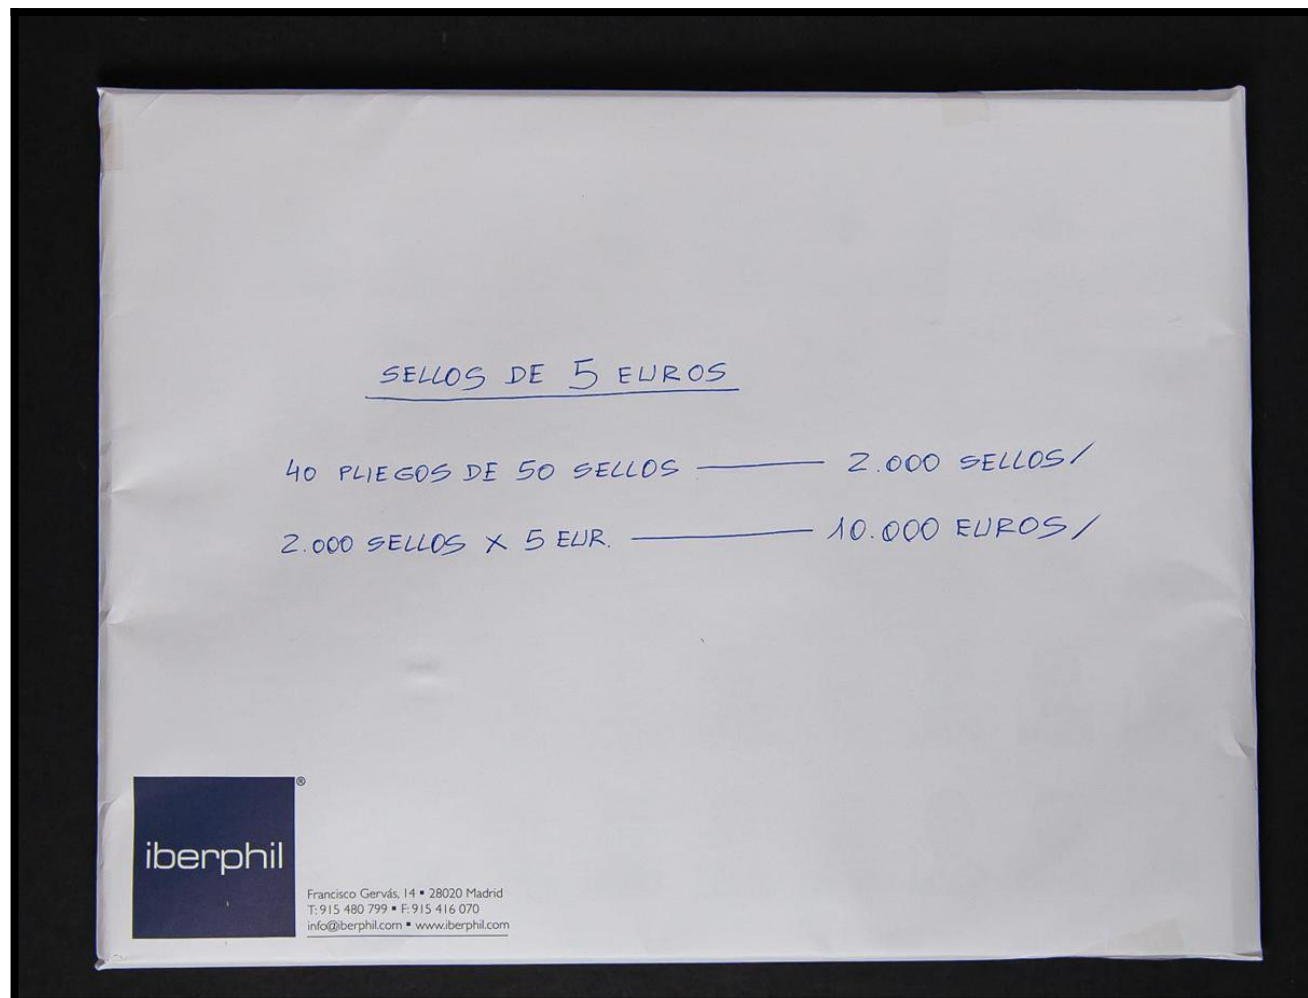 SELLOS DE 5 EUROS
40 PLIEGOS DE 50 SELLOS —— 2.000 SELLOS/
2.000 SELLOS X 5 EUR. —— 10.000 EUROS/
iberphil®
Francisco Gervás, 14 ▪ 28020 Madrid
T: 915 480 799 ▪ F: 915 416 070
info@iberphil.com ▪ www.iberphil.com